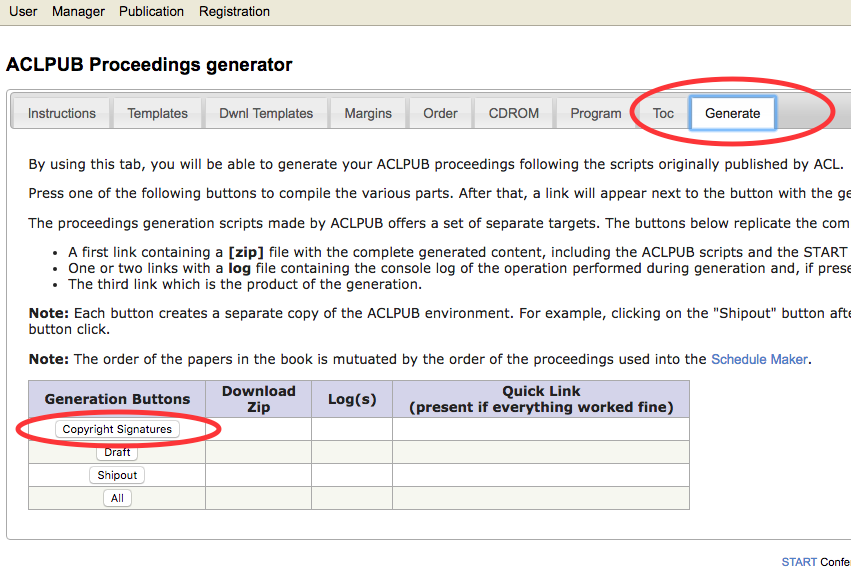 User Manager Publication Registration
ACLPUB Proceedings generator
Instructions Templates Dwnl Templates Margins Order CDROM Program Toc Generate
By using this tab, you will be able to generate your ACLPUB proceedings following the scripts originally published by ACL.
Press one of the following buttons to compile the various parts. After that, a link will appear next to the button with the ge
The proceedings generation scripts made by ACLPUB offers a set of separate targets. The buttons below replicate the com
• A first link containing a [zip] file with the complete generated content, including the ACLPUB scripts and the START
• One or two links with a log file containing the console log of the operation performed during generation and, if prese
• The third link which is the product of the generation.
Note: Each button creates a separate copy of the ACLPUB environment. For example, clicking on the "Shipout" button afte
button click.
Note: The order of the papers in the book is mutuated by the order of the proceedings used into the Schedule Maker.
Generation Buttons Download Zip Log(s) Quick Link
(present if everything worked fine)
Copyright Signatures
Draft
Shipout
All
START Confe